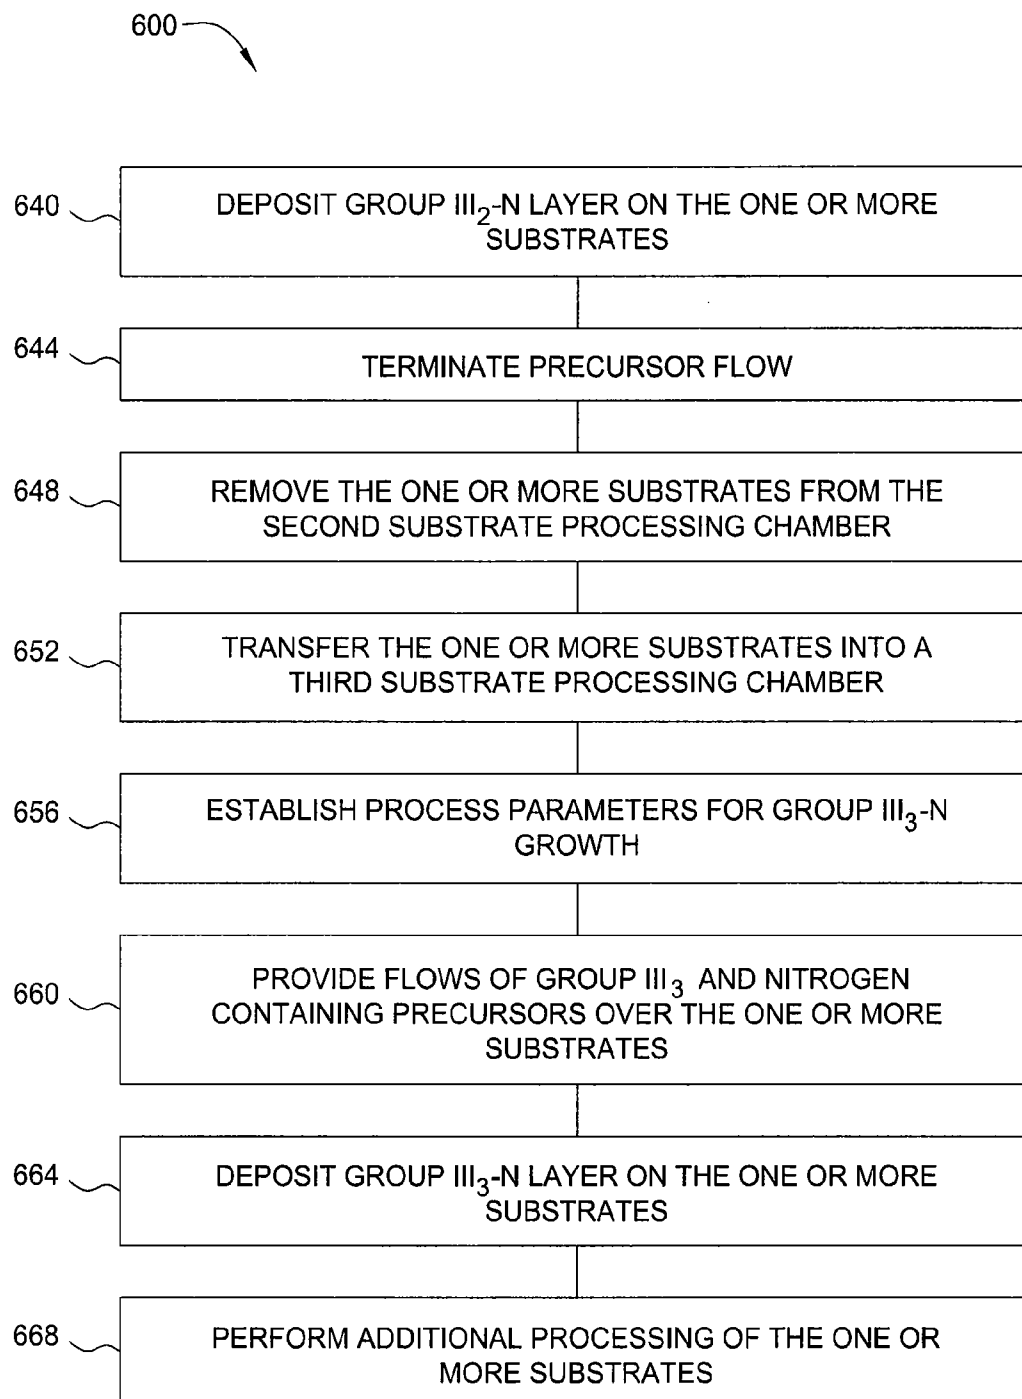 600
640
DEPOSIT GROUP III₂-N LAYER ON THE ONE OR MORE
SUBSTRATES
644
TERMINATE PRECURSOR FLOW
648
REMOVE THE ONE OR MORE SUBSTRATES FROM THE
SECOND SUBSTRATE PROCESSING CHAMBER
652
TRANSFER THE ONE OR MORE SUBSTRATES INTO A
THIRD SUBSTRATE PROCESSING CHAMBER
656
ESTABLISH PROCESS PARAMETERS FOR GROUP III₃-N
GROWTH
660
PROVIDE FLOWS OF GROUP III₃ AND NITROGEN
CONTAINING PRECURSORS OVER THE ONE OR MORE
SUBSTRATES
664
DEPOSIT GROUP III₃-N LAYER ON THE ONE OR MORE
SUBSTRATES
668
PERFORM ADDITIONAL PROCESSING OF THE ONE OR
MORE SUBSTRATES